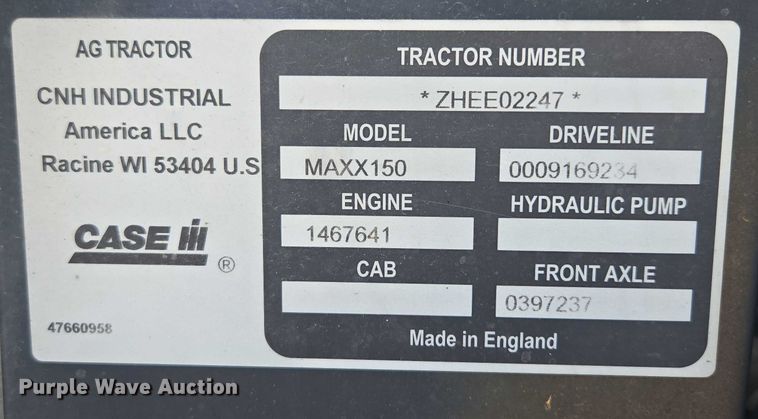 AG TRACTOR
CNH INDUSTRIAL
America LLC
Racine WI 53404 U.S
CASE IH
®
47660958
TRACTOR NUMBER
* ZHEE02247 *
MODEL DRIVELINE
MAXX150 0009169234
ENGINE HYDRAULIC PUMP
1467641
CAB FRONT AXLE
0397237
Made in England
Purple Wave Auction